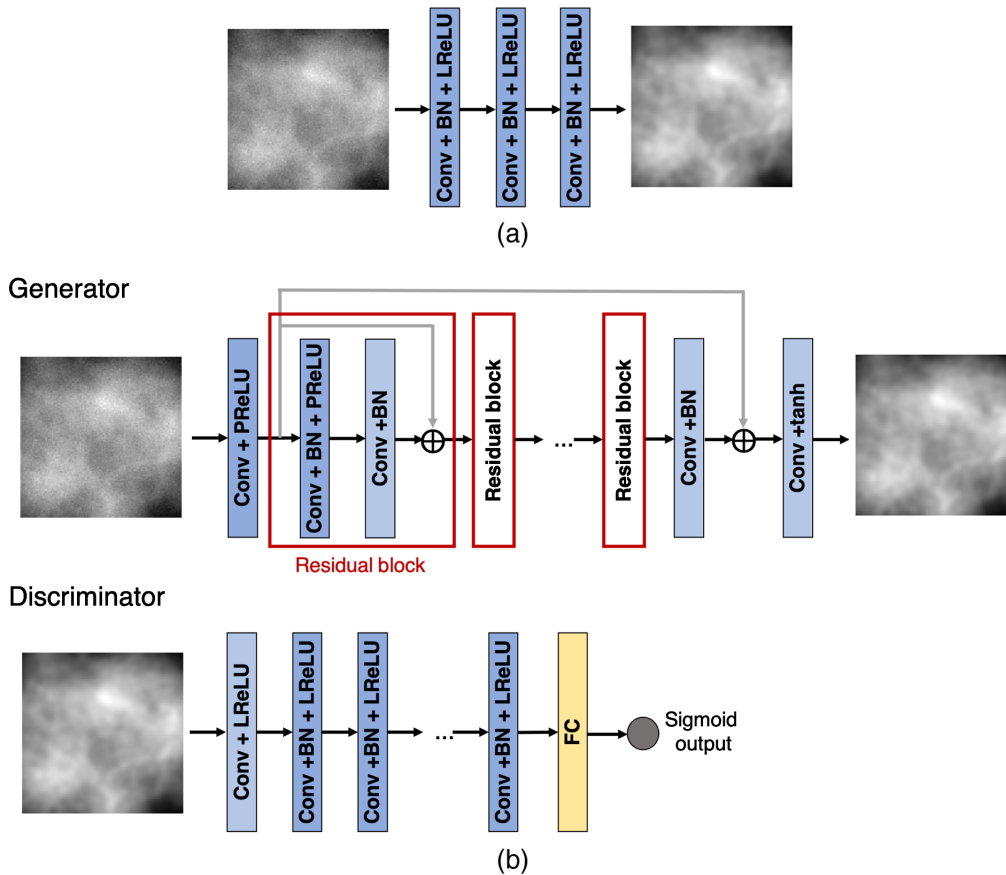 Conv + BN + LReLU
Conv + BN + LReLU
Conv + BN + LReLU
(a)
Generator
Conv + PReLU
Conv + BN + PReLU
Conv +BN
Residual block
Residual block
...
Residual block
Conv +BN
Conv +tanh
Discriminator
Conv + LReLU
Conv +BN + LReLU
Conv +BN + LReLU
...
Conv +BN + LReLU
FC
Sigmoid
output
(b)